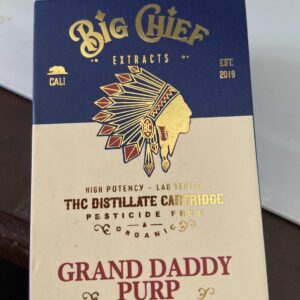 BIG CHIEF
EXTRACTS
CALI
EST.
2019
HIGH POTENCY - LAB TESTED
THC DISTILLATE CARTRIDGE
PESTICIDE FREE
&
ORGANIC
GRAND DADDY
PURP